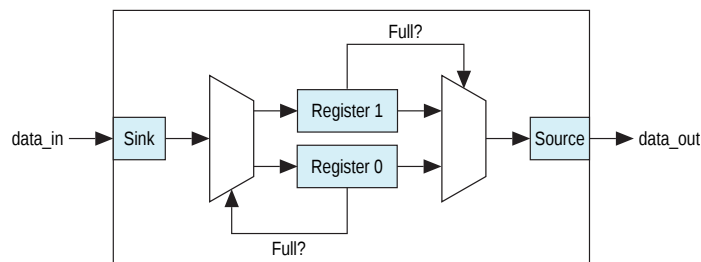 Full?
Register 1
data_in
Sink
Source
data_out
Register 0
Full?